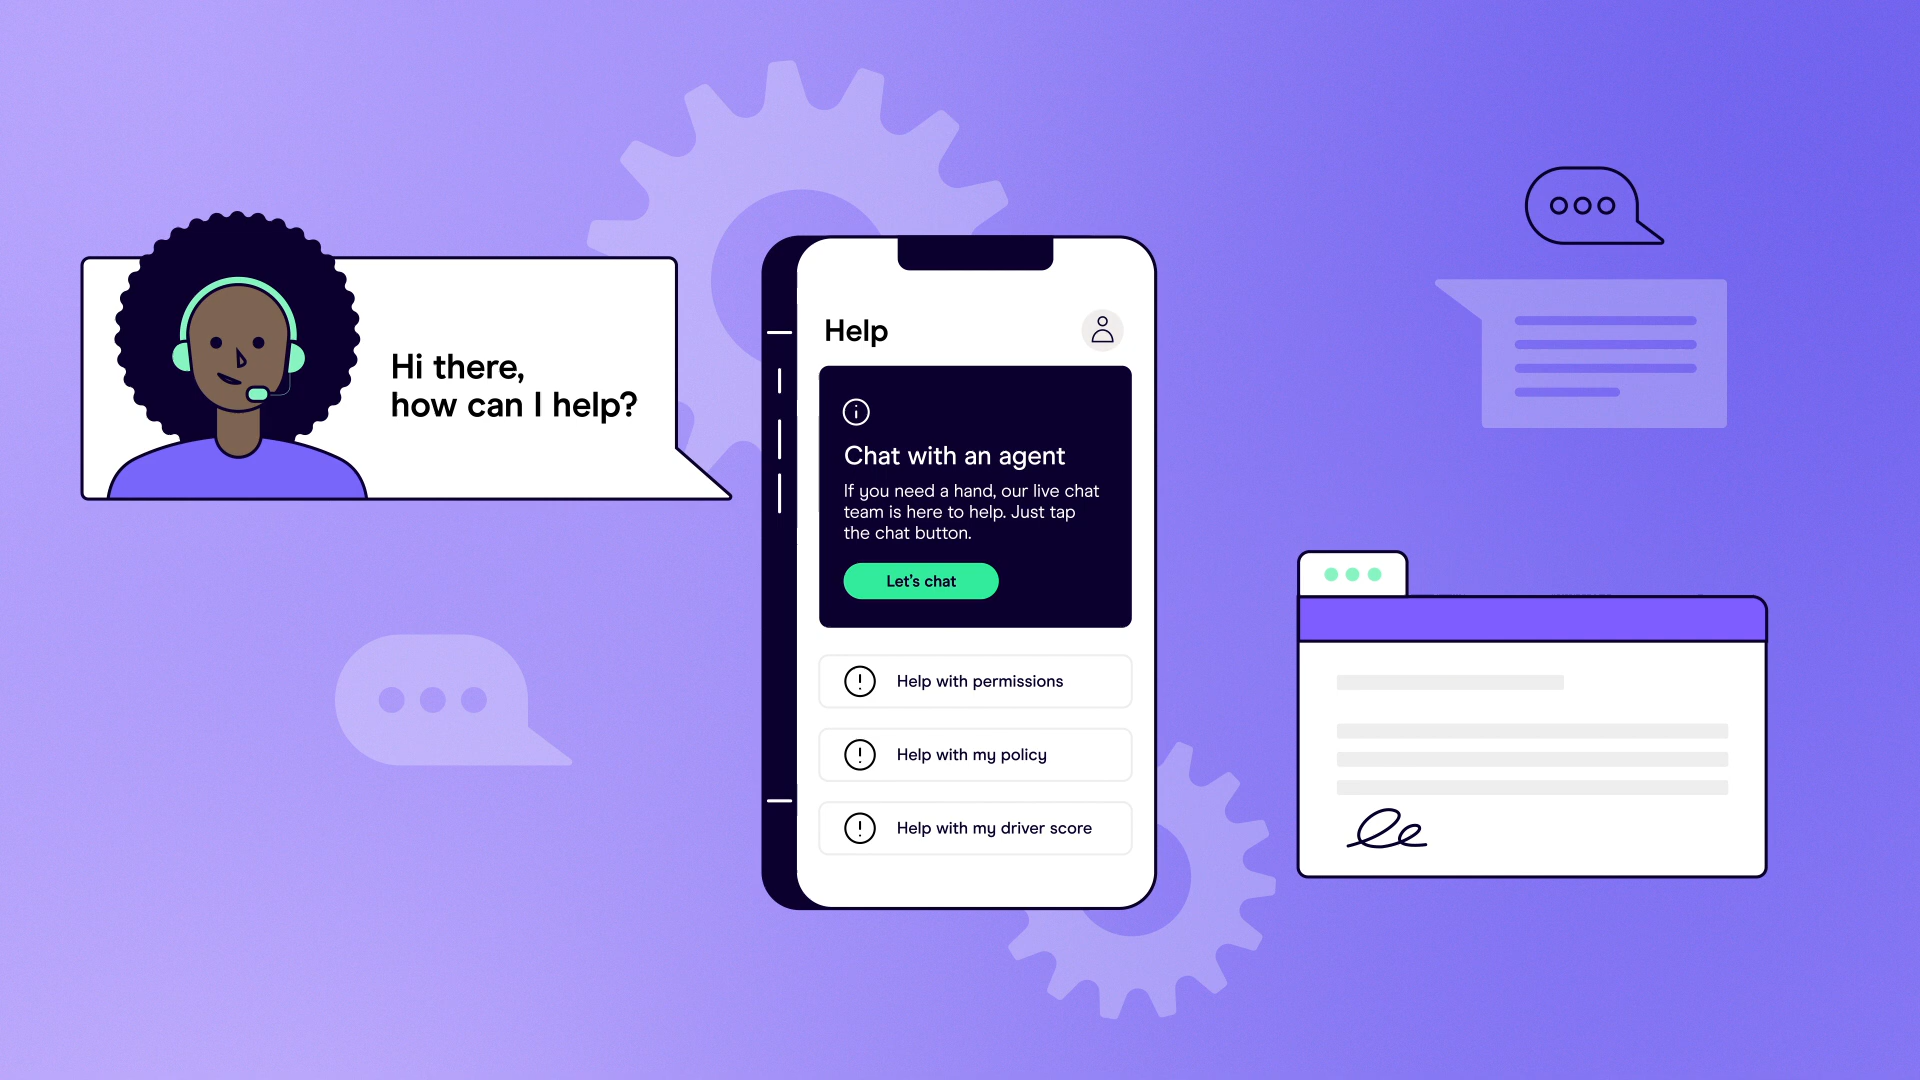 Hi there,
how can I help?
Help
Chat with an agent
If you need a hand, our live chat
team is here to help. Just tap
the chat button.
Let's chat
Help with permissions
Help with my policy
Help with my driver score